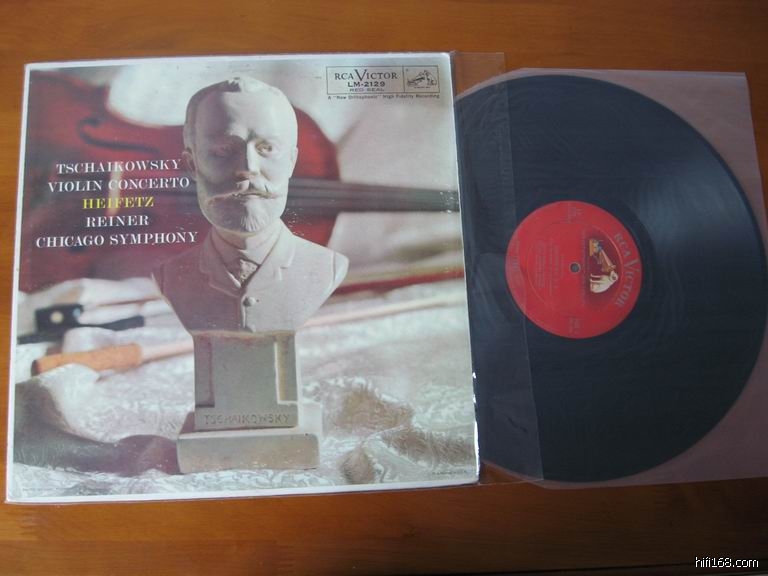 RCA VICTOR
LM-2129
RED SEAL
A "New Orthophonic" High Fidelity Recording
TSCHAIKOWSKY
VIOLIN CONCERTO
HEIFETZ
REINER
CHICAGO SYMPHONY
TSCHAIKOWSKY
RCA VICTOR
hifi168.com